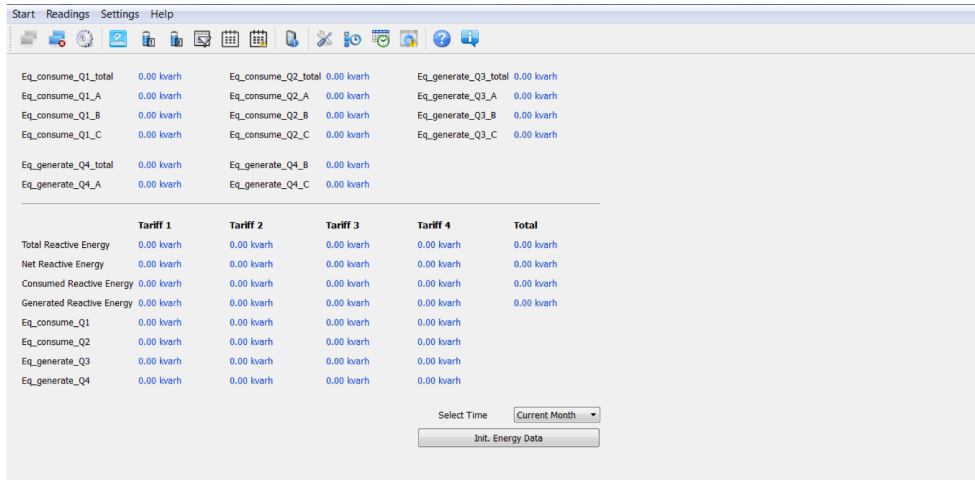 Start Readings Settings Help
Eq_consume_Q1_total 0.00 kvarh Eq_consume_Q2_total 0.00 kvarh Eq_generate_Q3_total 0.00 kvarh
Eq_consume_Q1_A 0.00 kvarh Eq_consume_Q2_A 0.00 kvarh Eq_generate_Q3_A 0.00 kvarh
Eq_consume_Q1_B 0.00 kvarh Eq_consume_Q2_B 0.00 kvarh Eq_generate_Q3_B 0.00 kvarh
Eq_consume_Q1_C 0.00 kvarh Eq_consume_Q2_C 0.00 kvarh Eq_generate_Q3_C 0.00 kvarh
Eq_generate_Q4_total 0.00 kvarh Eq_generate_Q4_B 0.00 kvarh
Eq_generate_Q4_A 0.00 kvarh Eq_generate_Q4_C 0.00 kvarh
Tariff 1 Tariff 2 Tariff 3 Tariff 4 Total
Total Reactive Energy 0.00 kvarh 0.00 kvarh 0.00 kvarh 0.00 kvarh 0.00 kvarh
Net Reactive Energy 0.00 kvarh 0.00 kvarh 0.00 kvarh 0.00 kvarh 0.00 kvarh
Consumed Reactive Energy 0.00 kvarh 0.00 kvarh 0.00 kvarh 0.00 kvarh 0.00 kvarh
Generated Reactive Energy 0.00 kvarh 0.00 kvarh 0.00 kvarh 0.00 kvarh 0.00 kvarh
Eq_consume_Q1 0.00 kvarh 0.00 kvarh 0.00 kvarh 0.00 kvarh
Eq_consume_Q2 0.00 kvarh 0.00 kvarh 0.00 kvarh 0.00 kvarh
Eq_generate_Q3 0.00 kvarh 0.00 kvarh 0.00 kvarh 0.00 kvarh
Eq_generate_Q4 0.00 kvarh 0.00 kvarh 0.00 kvarh 0.00 kvarh
Select Time Current Month
Init. Energy Data